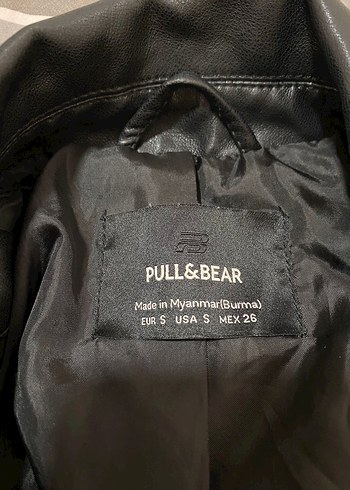 PULL&BEAR
Made in Myanmar(Burma)
EUR S USA S MEX 26